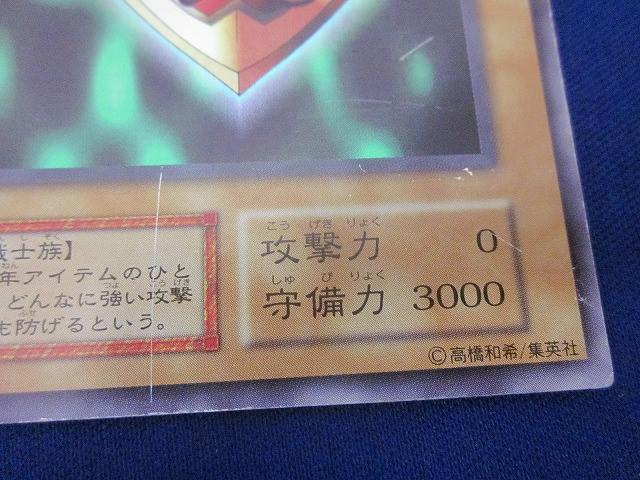 戦士族】
年アイテムのひと
どんなに強い攻撃
も防げるという。
こう げき りょく
攻撃力 0
しゅ び りょく
守備力 3000
©高橋和希/集英社